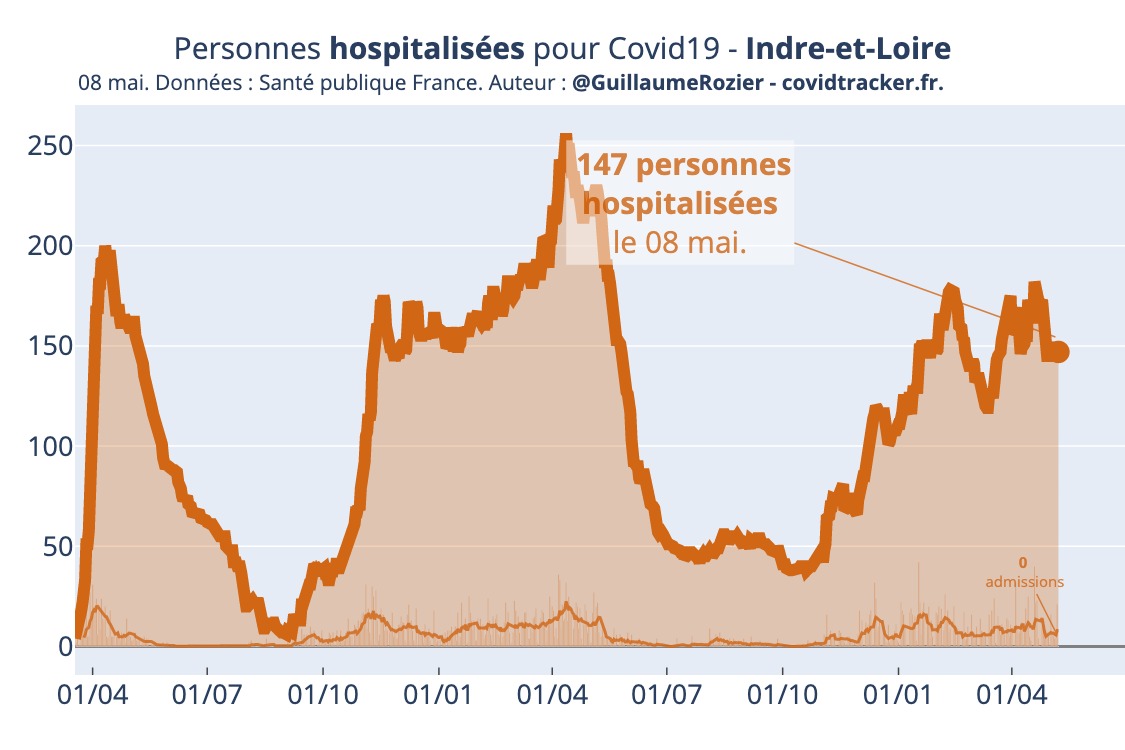 Personnes hospitalisées pour Covid19 - Indre-et-Loire
08 mai. Données : Santé publique France. Auteur : @GuillaumeRozier - covidtracker.fr.
250
200
150
100
50
0
147 personnes
hospitalisées
le 08 mai.
0
admissions
01/04 01/07 01/10 01/01 01/04 01/07 01/10 01/01 01/04